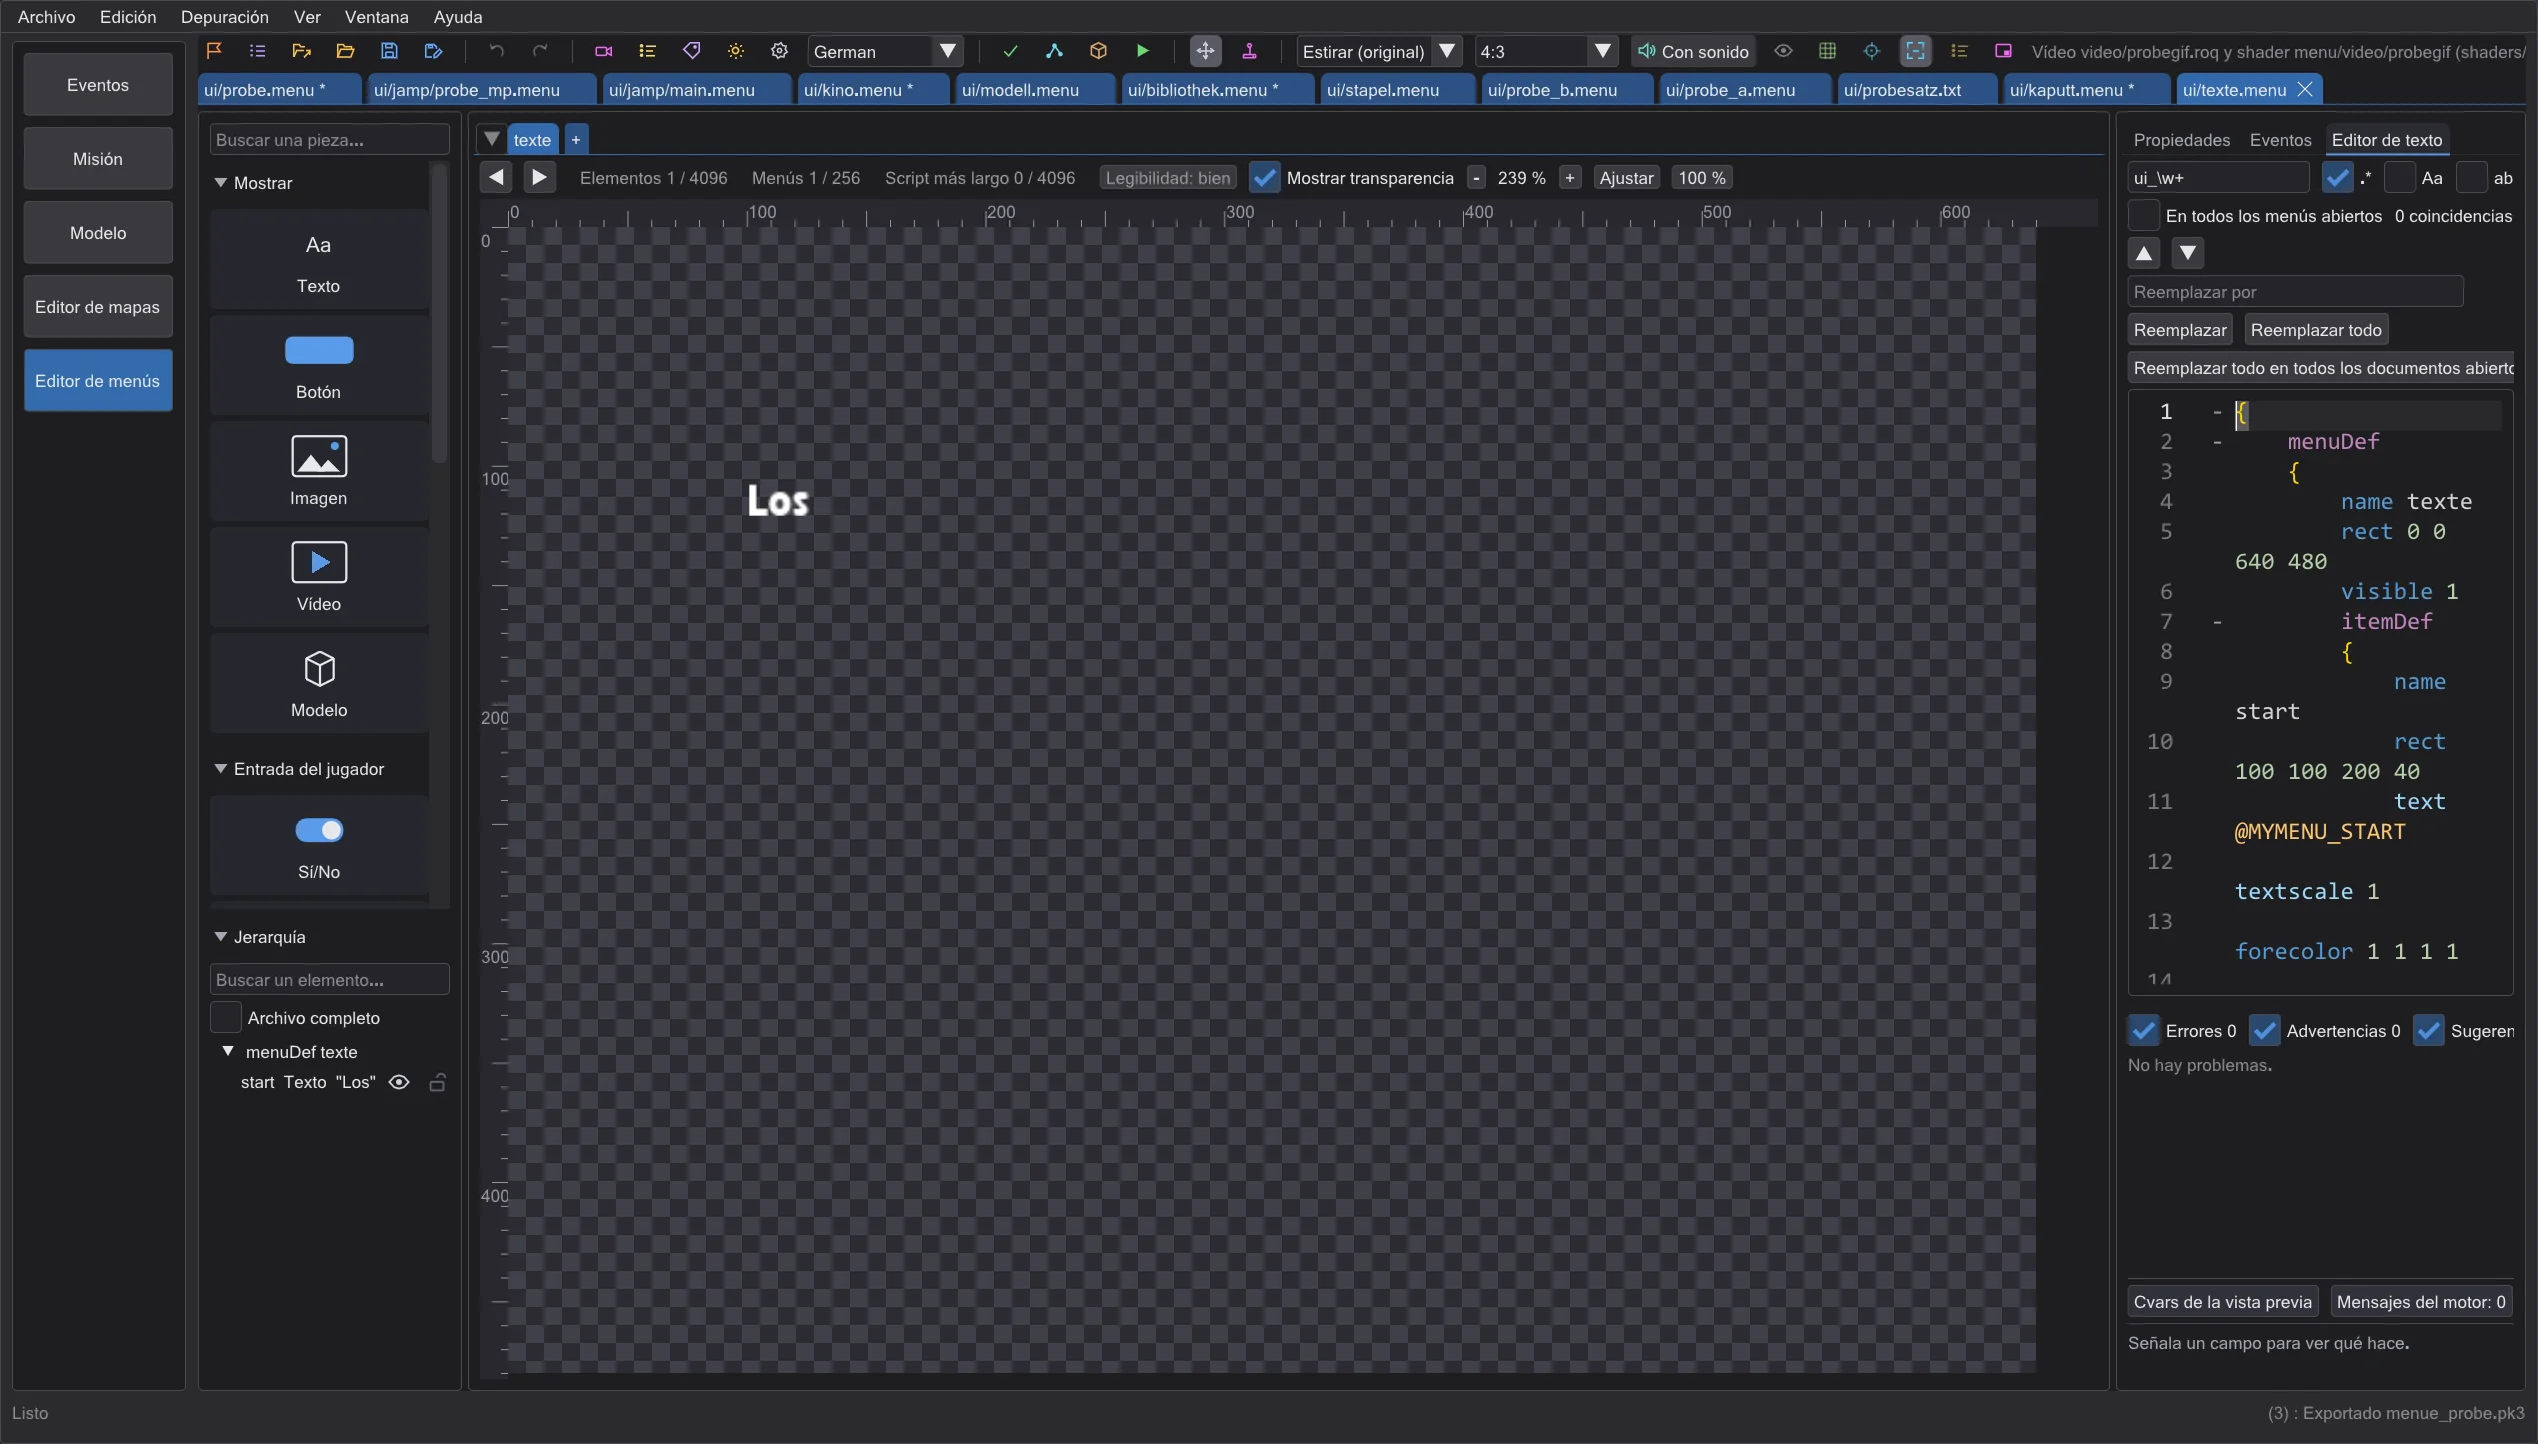 Archivo Edición Depuración Ver Ventana Ayuda
German Estirar (original) 4:3 Con sonido Vídeo video/probegif.roq y shader menu/video/probegif (shaders/
ui/probe.menu * ui/jamp/probe_mp.menu ui/jamp/main.menu ui/kino.menu * ui/modell.menu ui/bibliothek.menu * ui/stapel.menu ui/probe_b.menu ui/probe_a.menu ui/probesatz.txt ui/kaputt.menu * ui/texte.menu
Eventos
Misión
Modelo
Editor de mapas
Editor de menús
Buscar una pieza...
Mostrar
Aa
Texto
Botón
Imagen
Vídeo
Modelo
Entrada del jugador
Sí/No
Jerarquía
Buscar un elemento...
Archivo completo
menuDef texte
start Texto "Los"
texte +
Elementos 1 / 4096 Menús 1 / 256 Script más largo 0 / 4096 Legibilidad: bien Mostrar transparencia - 239 % + Ajustar 100 %
0 100 200 300 400 500 600
0
100
200
300
400
Los
Propiedades Eventos Editor de texto
ui_\w+ .* Aa ab
En todos los menús abiertos 0 coincidencias
Reemplazar por
Reemplazar Reemplazar todo
Reemplazar todo en todos los documentos abierto
1 - {
2 - menuDef
3 {
4 name texte
5 rect 0 0
640 480
6 visible 1
7 - itemDef
8 {
9 name
start
10 rect
100 100 200 40
11 text
@MYMENU_START
12
textscale 1
13
forecolor 1 1 1 1
14
Errores 0 Advertencias 0 Sugeren
No hay problemas.
Cvars de la vista previa Mensajes del motor: 0
Señala un campo para ver qué hace.
Listo (3) : Exportado menue_probe.pk3